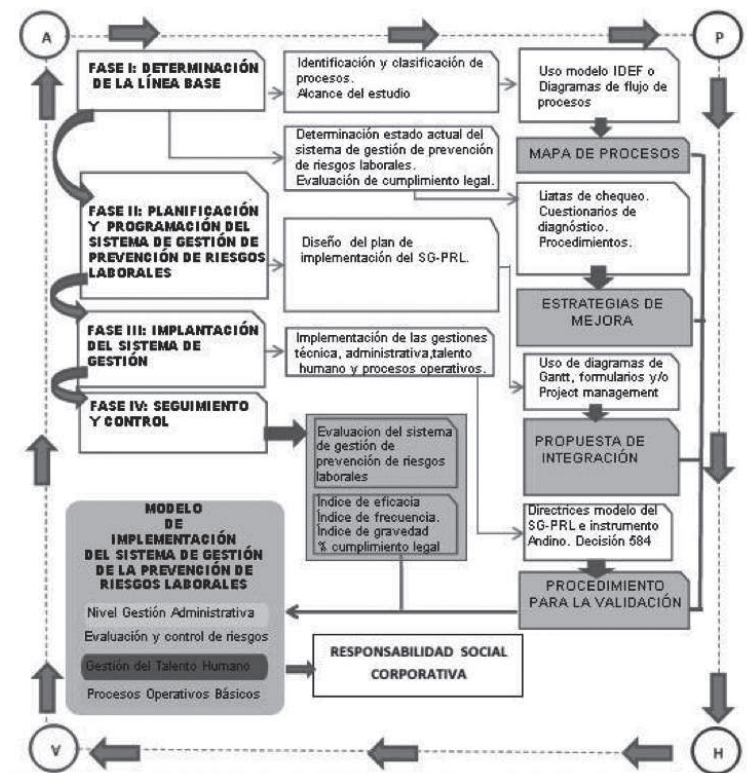 A
P
FASE I: DETERMINACIÓN
DE LA LÍNEA BASE
Identificación y clasificación de
procesos.
Alcance del estudio
Uso modelo IDEF o
Diagramas de flujo de
procesos
MAPA DE PROCESOS
Determinación estado actual del
sistema de gestión de prevención
de riesgos laborales.
Evaluación de cumplimiento legal.
Liatas de chequeo.
Cuestionarios de
diagnóstico.
Procedimientos.
FASE II: PLANIFICACIÓN
Y PROGRAMACIÓN DEL
SISTEMA DE GESTIÓN DE
PREVENCIÓN DE RIESGOS
LABORALES
Diseño del plan de
implementación del SG-PRL.
ESTRATEGIAS DE
MEJORA
FASE III: IMPLANTACIÓN
DEL SISTEMA DE
GESTIÓN
Implementación de las gestiones
técnica, administrativa,talento
humano y procesos operativos.
Uso de diagramas de
Gantt, formularios y/o
Project management
FASE IV: SEGUIMIENTO
Y CONTROL
Evaluacion del sistema
de gestión de
prevención de riesgos
laborales
PROPUESTA DE
INTEGRACIÓN
Índice de eficacia
Índice de frecuencia.
Índice de gravedad
% cumplimiento legal
Directrices modelo del
SG-PRL e instrumento
Andino. Decisión 584
MODELO
DE
IMPLEMENTACIÓN
DEL SISTEMA DE GESTIÓN
DE LA PREVENCIÓN DE
RIESGOS LABORALES
PROCEDIMIENTO
PARA LA VALIDACIÓN
Nivel Gestión Administrativa
Evaluación y control de riesgos
Gestión del Talento Humano
Procesos Operativos Básicos
RESPONSABILIDAD SOCIAL
CORPORATIVA
V
H